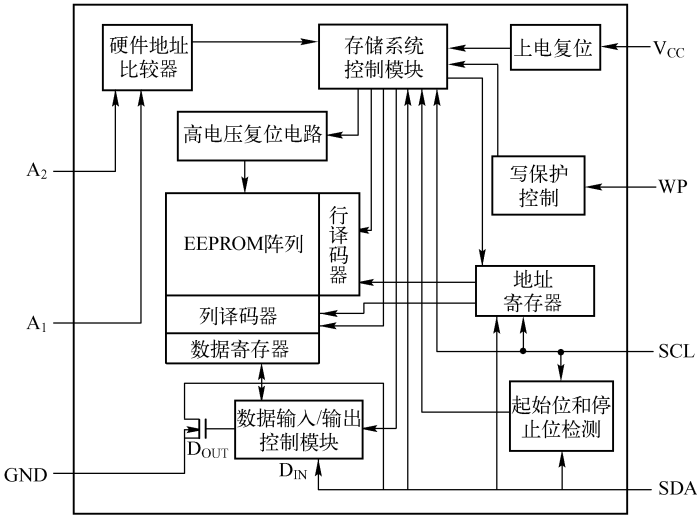 硬件地址
比较器
存储系统
控制模块
上电复位
V_CC
高电压复位电路
A₂
写保护
控制
WP
EEPROM阵列
行
译
码
器
地址
寄存器
列译码器
A₁
数据寄存器
SCL
数据输入/输出
控制模块
起始位和停
止位检测
D_OUT
GND
D_IN
SDA